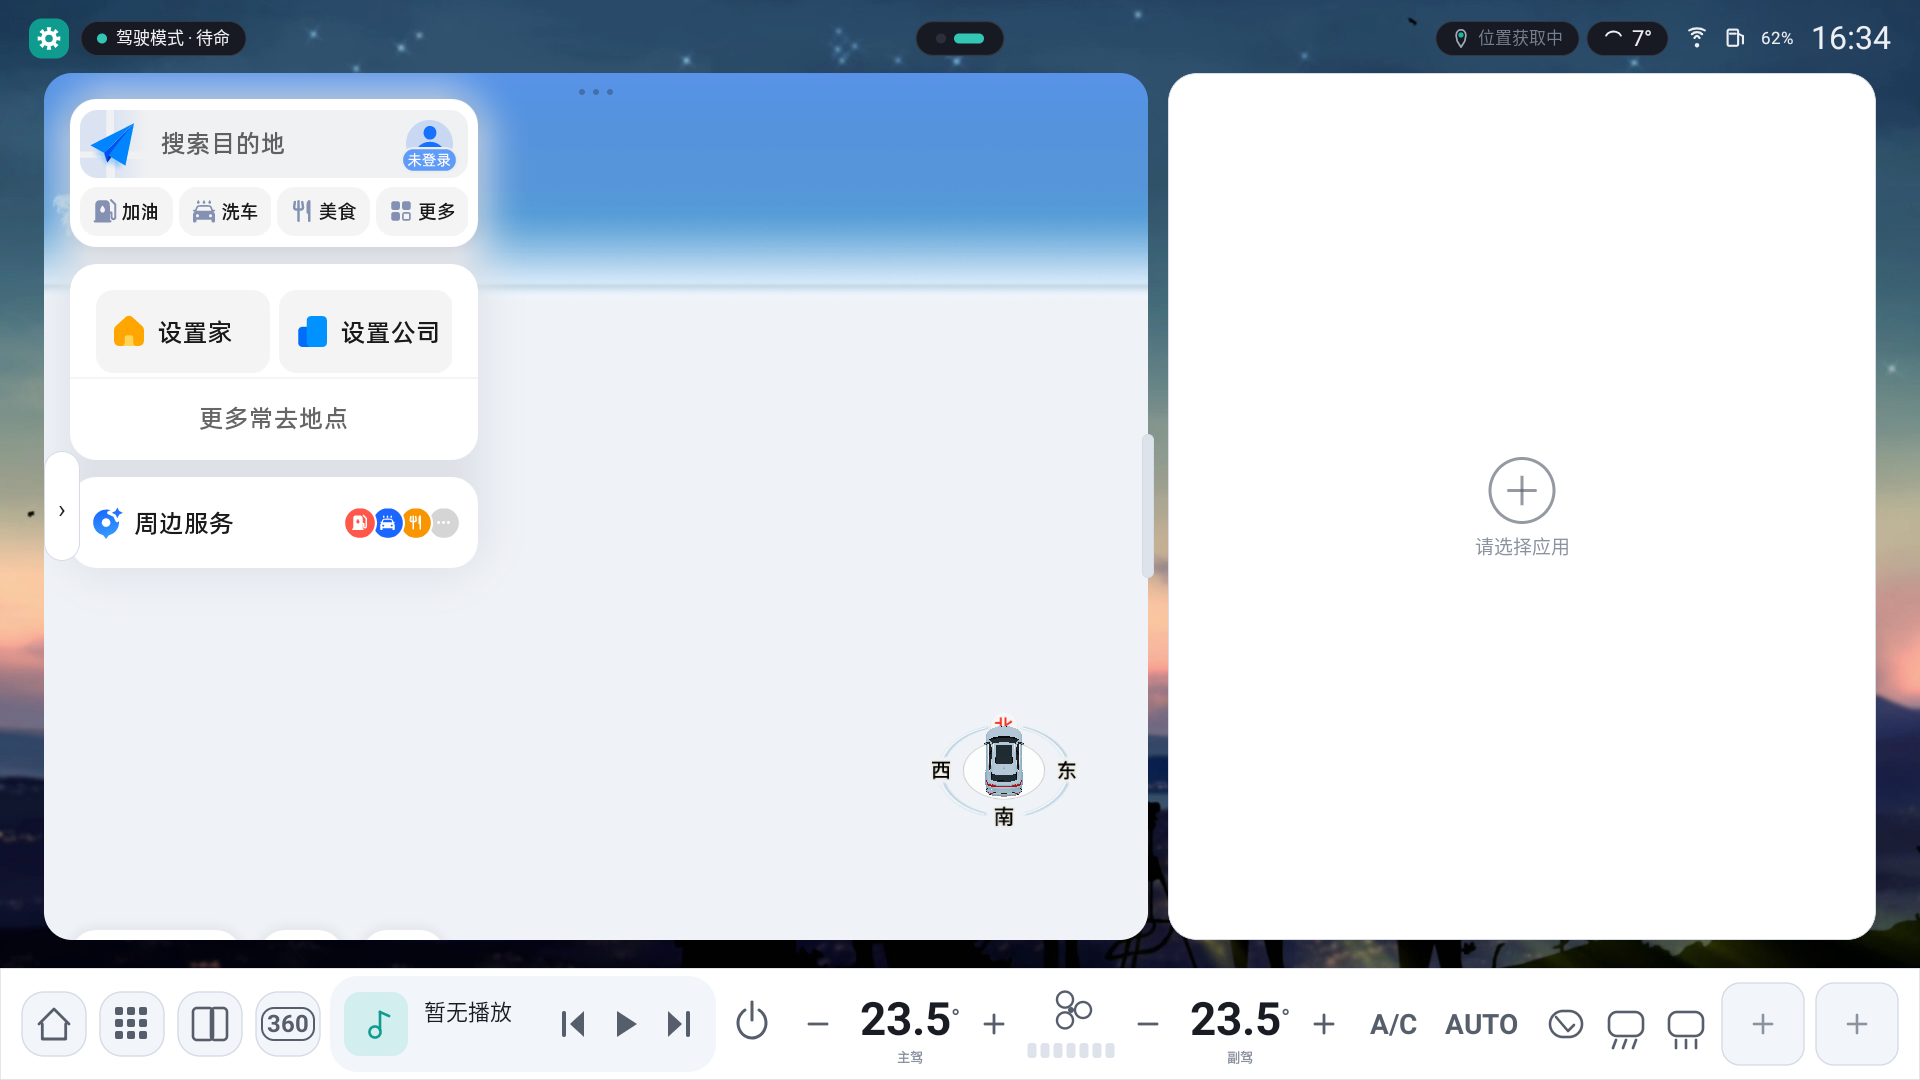 驾驶模式 · 待命
位置获取中
7°
62%
16:34
搜索目的地
未登录
加油
洗车
美食
更多
设置家
设置公司
更多常去地点
周边服务
请选择应用
北
西
东
南
360
暂无播放
23.5°
主驾
23.5°
副驾
A/C
AUTO